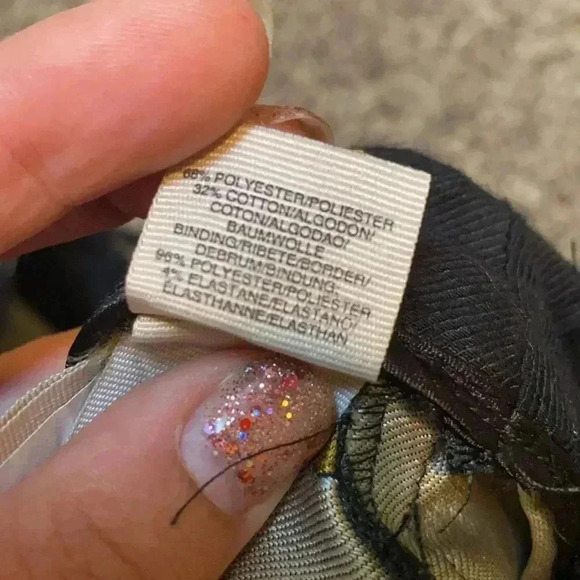 68% POLYESTER/POLIESTER
32% COTTON/ALGODON/
COTON/ALGODAO/
BAUMWOLLE
BINDING/RIBETE/BORDER/
DEBRUM/BINDUNG.
96% POLYESTER/POLIESTER
4% ELASTANE/ELASTANO/
ELASTHANNE/ELASTHAN